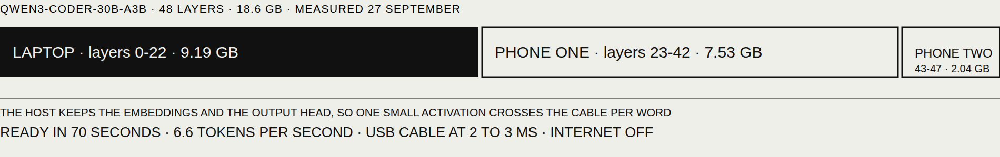 QWEN3-CODER-30B-A3B · 48 LAYERS · 18.6 GB · MEASURED 27 SEPTEMBER
LAPTOP · layers 0-22 · 9.19 GB
PHONE ONE · layers 23-42 · 7.53 GB
PHONE TWO
43-47 · 2.04 GB
THE HOST KEEPS THE EMBEDDINGS AND THE OUTPUT HEAD, SO ONE SMALL ACTIVATION CROSSES THE CABLE PER WORD
READY IN 70 SECONDS · 6.6 TOKENS PER SECOND · USB CABLE AT 2 TO 3 MS · INTERNET OFF